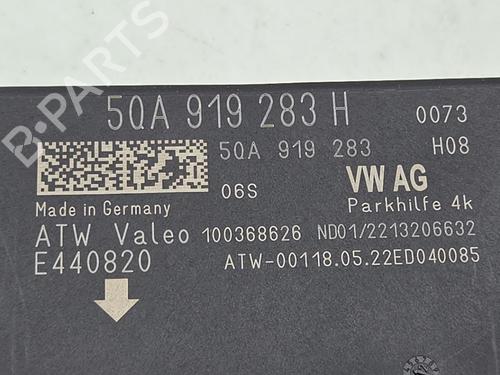 5QA 919 283 H 0073
5QA 919 283 H08
06S VW AG
Made in Germany Parkhilfe 4k
ATW Valeo 100368626 ND01/2213206632
E440820 ATW-00118.05.22ED040085
B-PARTS